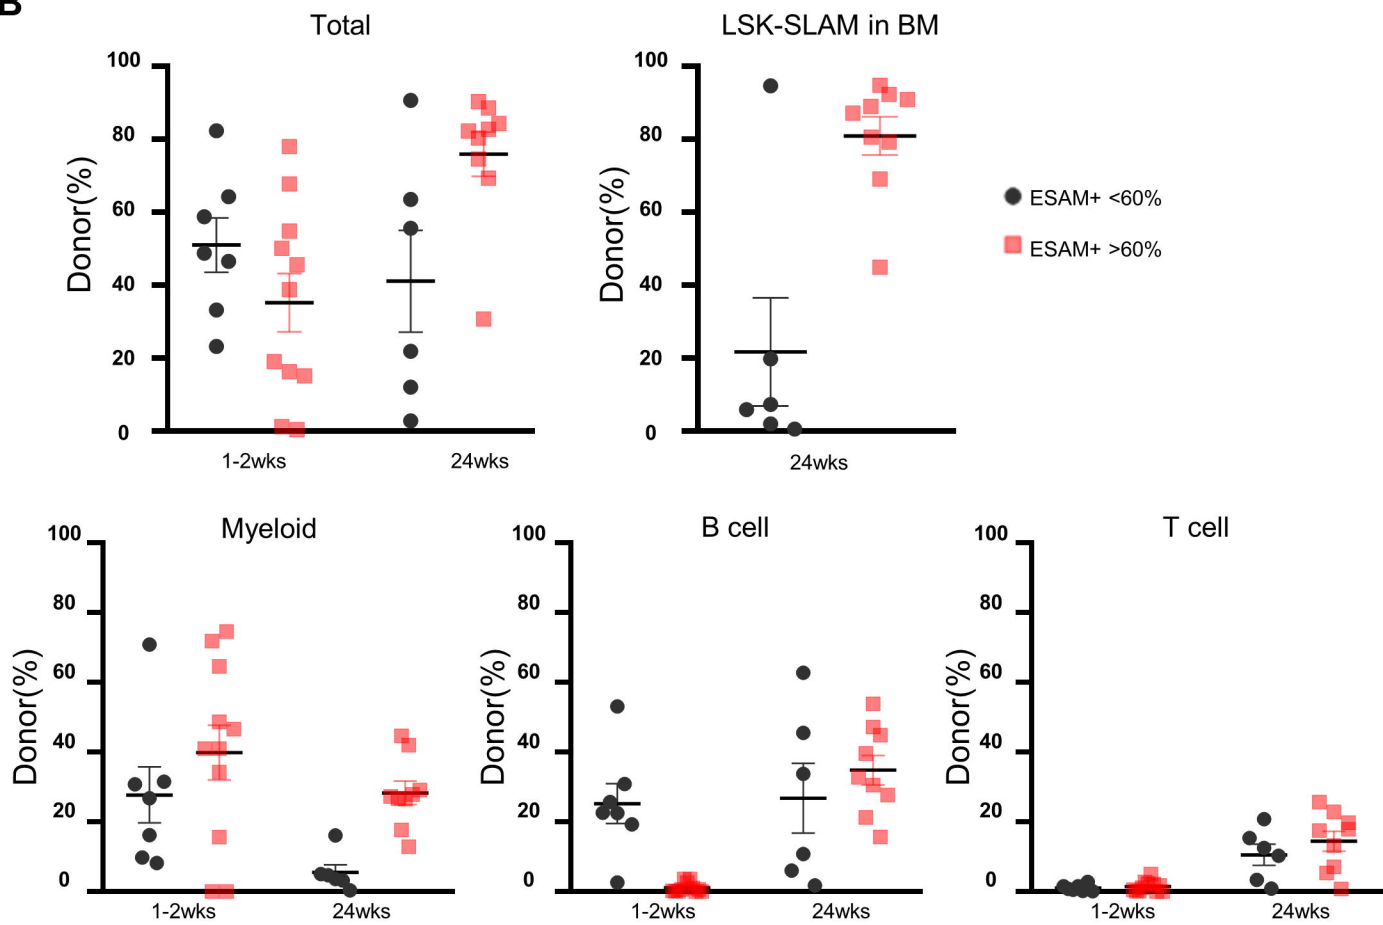 B
Total
LSK-SLAM in BM
100
80
60
40
20
0
Donor(%)
1-2wks
24wks
100
80
60
40
20
0
Donor(%)
24wks
ESAM+ <60%
ESAM+ >60%
Myeloid
B cell
T cell
100
80
60
40
20
0
Donor(%)
1-2wks
24wks
100
80
60
40
20
0
Donor(%)
1-2wks
24wks
100
80
60
40
20
0
Donor(%)
1-2wks
24wks